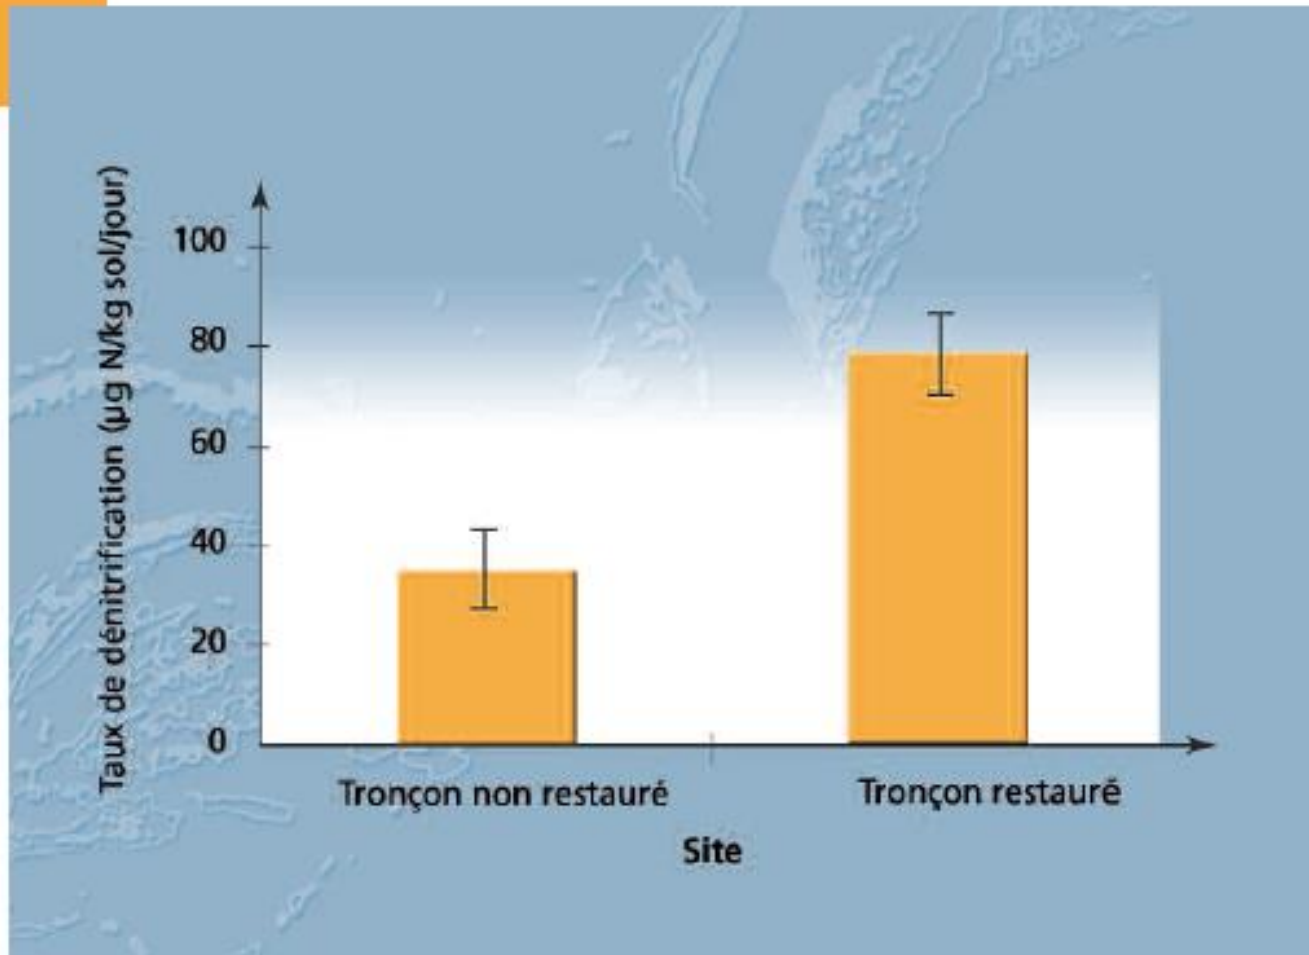 Taux de dénitrification (µg N/kg sol/jour)
100
80
60
40
20
0
Tronçon non restauré
Tronçon restauré
Site